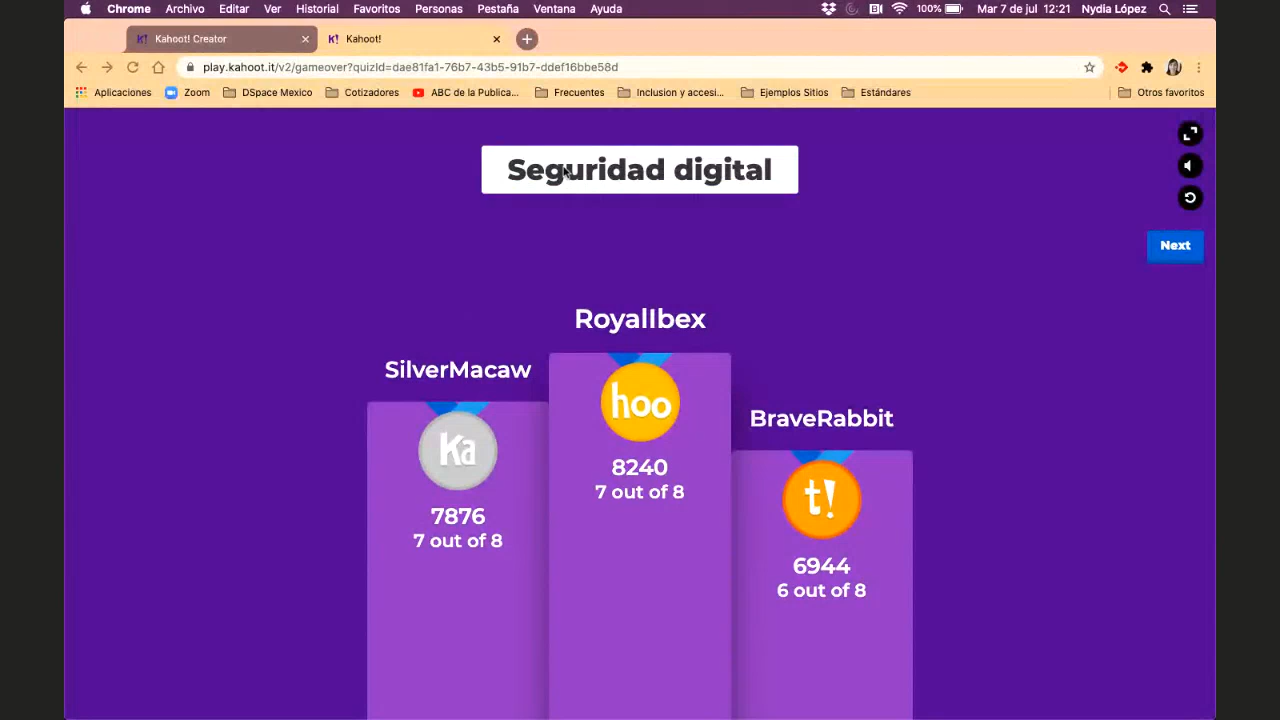 Chrome Archivo Editar Ver Historial Favoritos Personas Pestaña Ventana Ayuda 100% Mar 7 de jul 12:21 Nydia López
K! Kahoot! Creator K! Kahoot!
play.kahoot.it/v2/gameover?quizId=dae81fa1-76b7-43b5-91b7-ddef16bbe58d
Aplicaciones Zoom DSpace Mexico Cotizadores ABC de la Publica... Frecuentes Inclusion y accesi... Ejemplos Sitios Estándares Otros favoritos
Seguridad digital
Next
RoyalIbex
SilverMacaw
hoo
BraveRabbit
Ka
8240
7 out of 8
t!
7876
7 out of 8
6944
6 out of 8